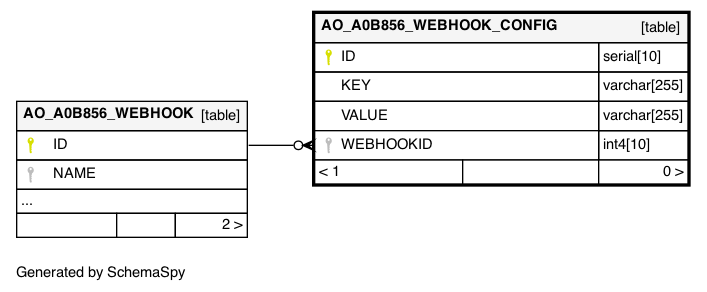 AO_A0B856_WEBHOOK_CONFIG [table]
ID serial[10]
KEY varchar[255]
VALUE varchar[255]
WEBHOOKID int4[10]
< 1 0 >
AO_A0B856_WEBHOOK [table]
ID
NAME
...
2 >
Generated by SchemaSpy